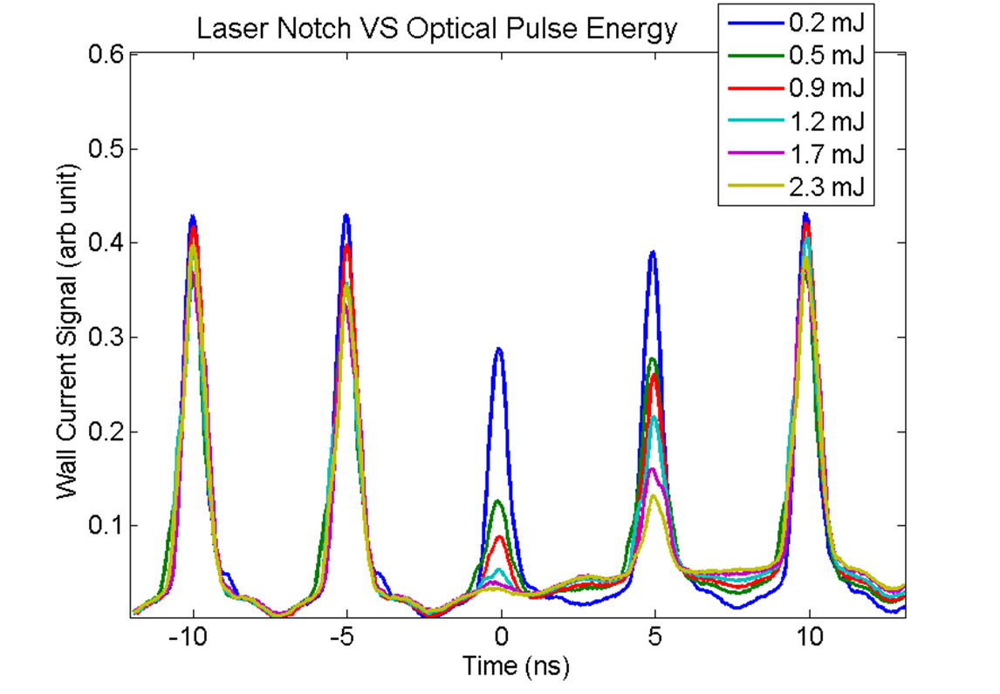 Laser Notch VS Optical Pulse Energy
0.2 mJ
0.5 mJ
0.9 mJ
1.2 mJ
1.7 mJ
2.3 mJ
0.6
0.5
0.4
0.3
0.2
0.1
Wall Current Signal (arb unit)
-10
-5
0
5
10
Time (ns)